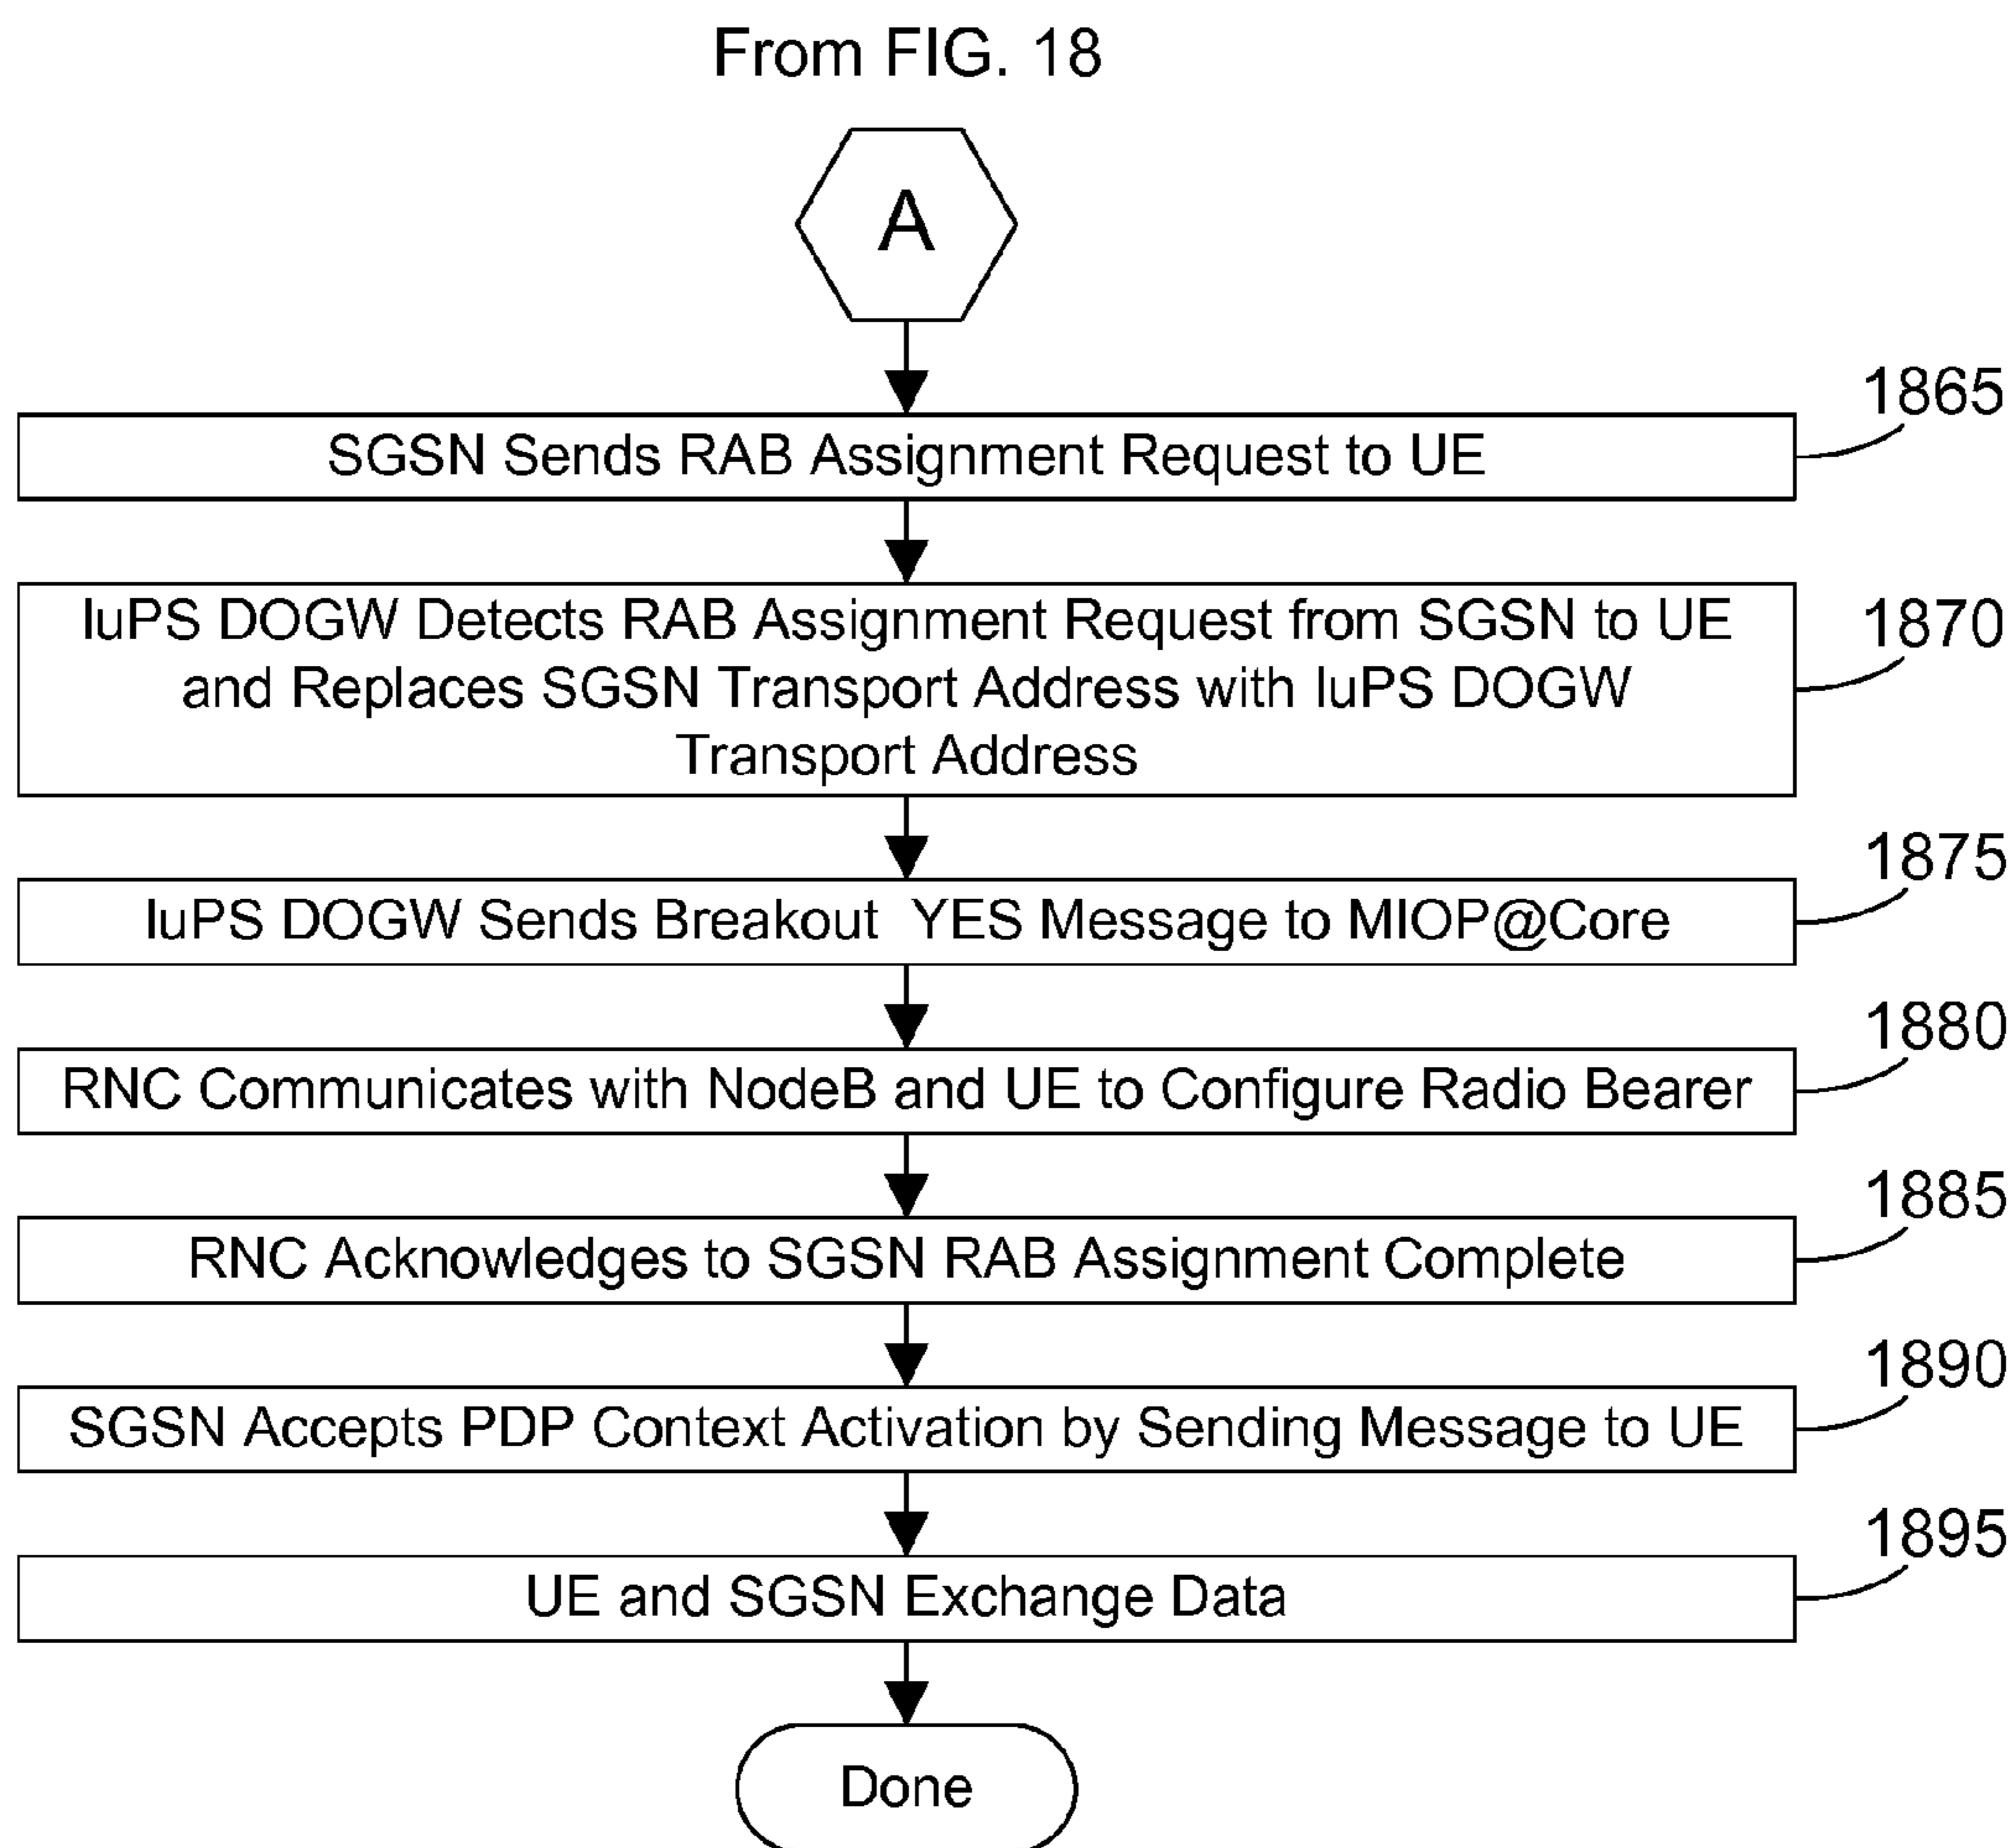 From FIG. 18
A
1865
SGSN Sends RAB Assignment Request to UE
1870
IuPS DOGW Detects RAB Assignment Request from SGSN to UE
and Replaces SGSN Transport Address with IuPS DOGW
Transport Address
1875
IuPS DOGW Sends Breakout YES Message to MIOP@Core
1880
RNC Communicates with NodeB and UE to Configure Radio Bearer
1885
RNC Acknowledges to SGSN RAB Assignment Complete
1890
SGSN Accepts PDP Context Activation by Sending Message to UE
1895
UE and SGSN Exchange Data
Done